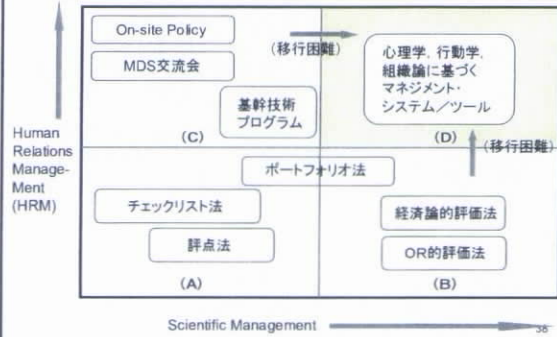 On-site Policy
(移行困難)
MDS交流会
心理学, 行動学,
組織論に基づく
マネジメント・
システム/ツール
基幹技術
プログラム
(C)
(D)
(移行困難)
Human
Relations
Manage-
Ment
(HRM)
ポートフォリオ法
チェックリスト法
経済論的評価法
評点法
OR的評価法
(A)
(B)
Scientific Management
38